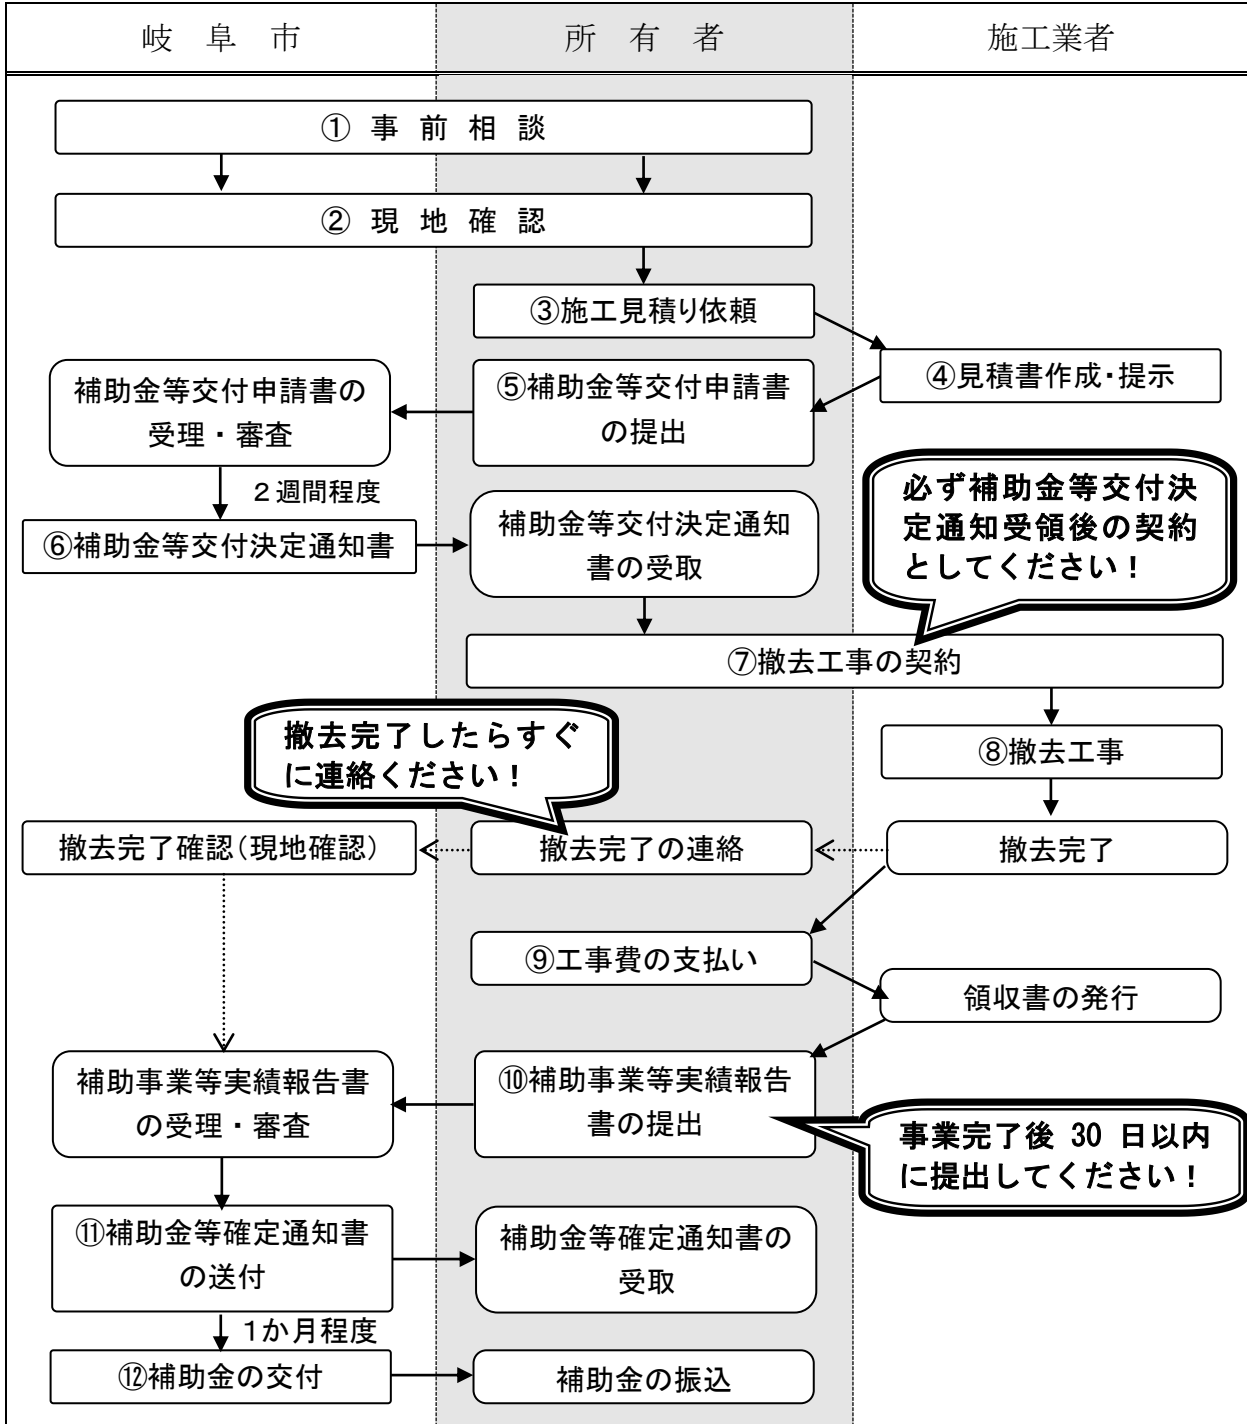 岐阜市
所有者
施工業者
①事前相談
②現地確認
③施工見積り依頼
④見積書作成・提示
補助金等交付申請書の
受理・審査
⑤補助金等交付申請書
の提出
2週間程度
必ず補助金等交付決
定通知受領後の契約
としてください!
⑥補助金等交付決定通知書
補助金等交付決定通知
書の受取
⑦撤去工事の契約
撤去完了したらすぐ
に連絡ください!
⑧撤去工事
撤去完了確認(現地確認)
撤去完了の連絡
撤去完了
⑨工事費の支払い
領収書の発行
補助事業等実績報告書
の受理・審査
⑩補助事業等実績報告
書の提出
事業完了後 30 日以内
に提出してください!
⑪補助金等確定通知書
の送付
補助金等確定通知書の
受取
1か月程度
⑫補助金の交付
補助金の振込